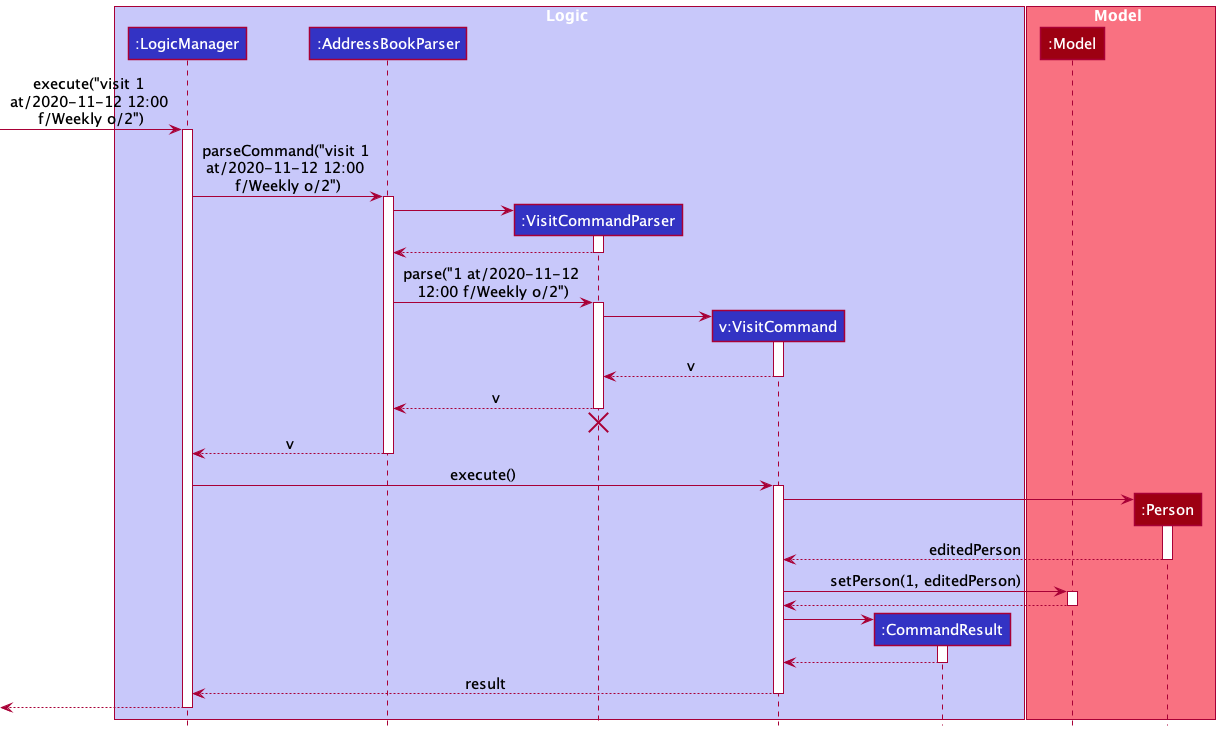 Logic
Model
:LogicManager
:AddressBookParser
:Model
execute("visit 1
at/2020-11-12 12:00
f/Weekly o/2")
parseCommand("visit 1
at/2020-11-12 12:00
f/Weekly o/2")
:VisitCommandParser
parse("1 at/2020-11-12
12:00 f/Weekly o/2")
v:VisitCommand
v
v
v
execute()
:Person
editedPerson
setPerson(1, editedPerson)
:CommandResult
result